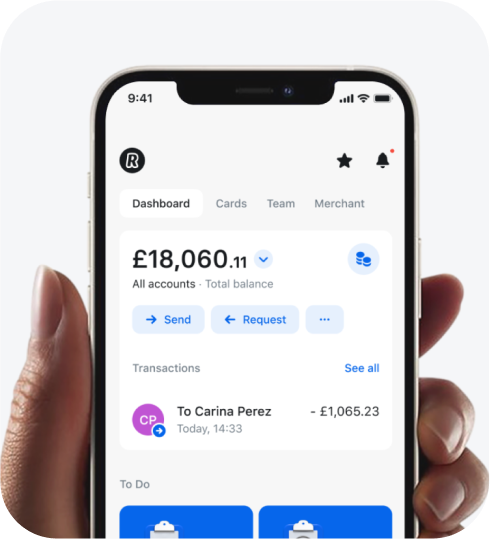 9:41
R
Dashboard Cards Team Merchant
£18,060.11
All accounts · Total balance
→ Send ← Request ...
Transactions See all
CP To Carina Perez - £1,065.23
Today, 14:33
To Do